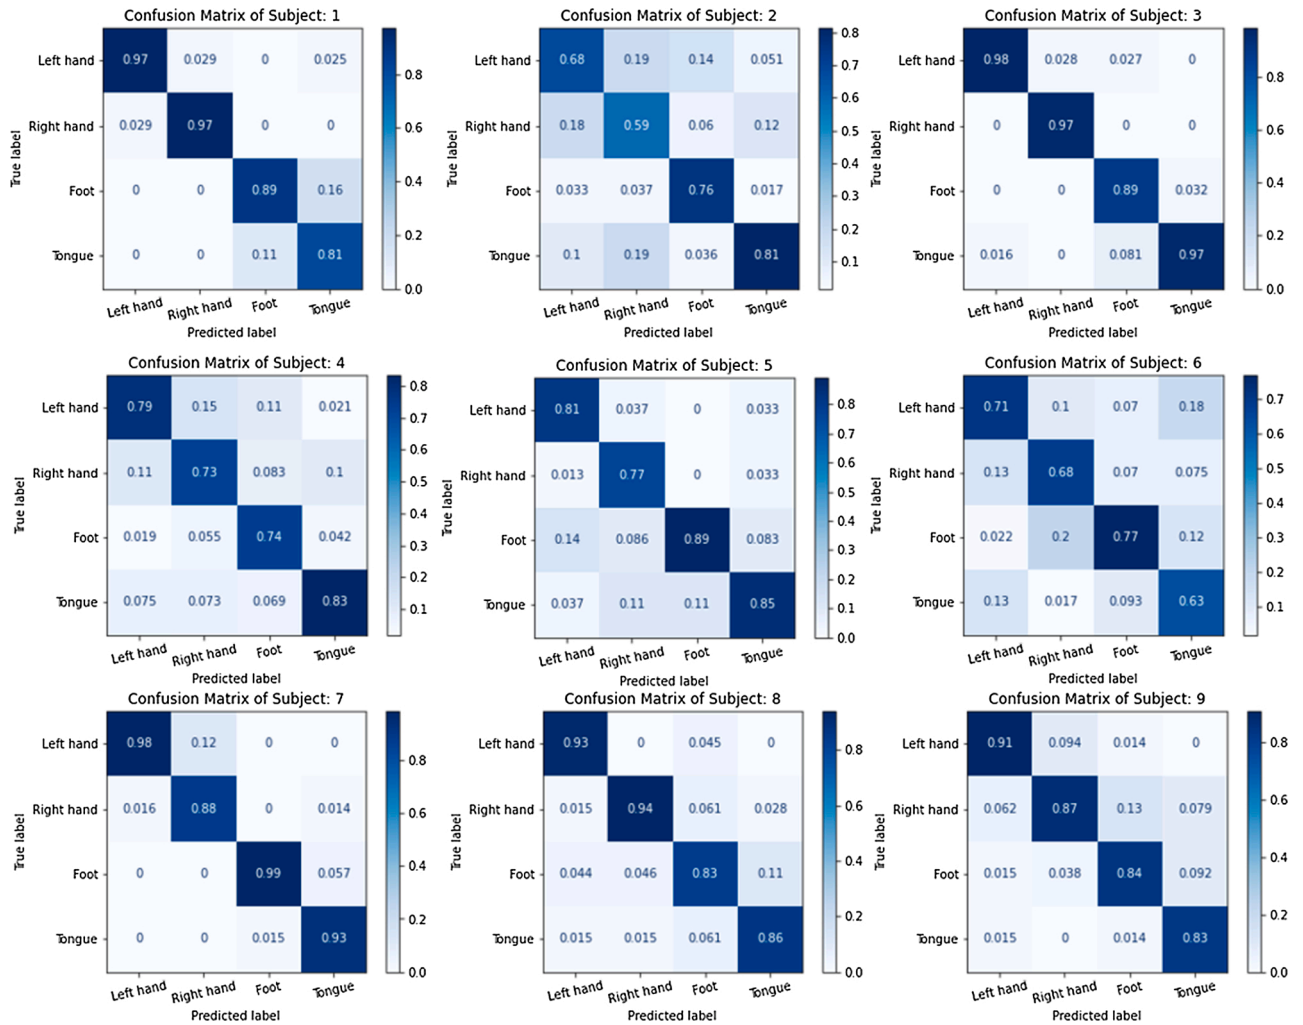 Confusion Matrix of Subject: 1
Left hand 0.97 0.029 0 0.025
Right hand 0.029 0.97 0 0
Foot 0 0 0.89 0.16
Tongue 0 0 0.11 0.81
Left hand Right hand Foot Tongue
Predicted label
True label
0.8
0.6
0.4
0.2
0.0
Confusion Matrix of Subject: 2
Left hand 0.68 0.19 0.14 0.051
Right hand 0.18 0.59 0.06 0.12
Foot 0.033 0.037 0.76 0.017
Tongue 0.1 0.19 0.036 0.81
Left hand Right hand Foot Tongue
Predicted label
True label
0.8
0.7
0.6
0.5
0.4
0.3
0.2
0.1
Confusion Matrix of Subject: 3
Left hand 0.98 0.028 0.027 0
Right hand 0 0.97 0 0
Foot 0 0 0.89 0.032
Tongue 0.016 0 0.081 0.97
Left hand Right hand Foot Tongue
Predicted label
True label
0.8
0.6
0.4
0.2
0.0
Confusion Matrix of Subject: 4
Left hand 0.79 0.15 0.11 0.021
Right hand 0.11 0.73 0.083 0.1
Foot 0.019 0.055 0.74 0.042
Tongue 0.075 0.073 0.069 0.83
Left hand Right hand Foot Tongue
Predicted label
True label
0.8
0.7
0.6
0.5
0.4
0.3
0.2
0.1
Confusion Matrix of Subject: 5
Left hand 0.81 0.037 0 0.033
Right hand 0.013 0.77 0 0.033
Foot 0.14 0.086 0.89 0.083
Tongue 0.037 0.11 0.11 0.85
Left hand Right hand Foot Tongue
Predicted label
True label
0.8
0.7
0.6
0.5
0.4
0.3
0.2
0.1
0.0
Confusion Matrix of Subject: 6
Left hand 0.71 0.1 0.07 0.18
Right hand 0.13 0.68 0.07 0.075
Foot 0.022 0.2 0.77 0.12
Tongue 0.13 0.017 0.093 0.63
Left hand Right hand Foot Tongue
Predicted label
True label
0.7
0.6
0.5
0.4
0.3
0.2
0.1
Confusion Matrix of Subject: 7
Left hand 0.98 0.12 0 0
Right hand 0.016 0.88 0 0.014
Foot 0 0 0.99 0.057
Tongue 0 0 0.015 0.93
Left hand Right hand Foot Tongue
Predicted label
True label
0.8
0.6
0.4
0.2
0.0
Confusion Matrix of Subject: 8
Left hand 0.93 0 0.045 0
Right hand 0.015 0.94 0.061 0.028
Foot 0.044 0.046 0.83 0.11
Tongue 0.015 0.015 0.061 0.86
Left hand Right hand Foot Tongue
Predicted label
True label
0.8
0.6
0.4
0.2
0.0
Confusion Matrix of Subject: 9
Left hand 0.91 0.094 0.014 0
Right hand 0.062 0.87 0.13 0.079
Foot 0.015 0.038 0.84 0.092
Tongue 0.015 0 0.014 0.83
Left hand Right hand Foot Tongue
Predicted label
True label
0.8
0.6
0.4
0.2
0.0